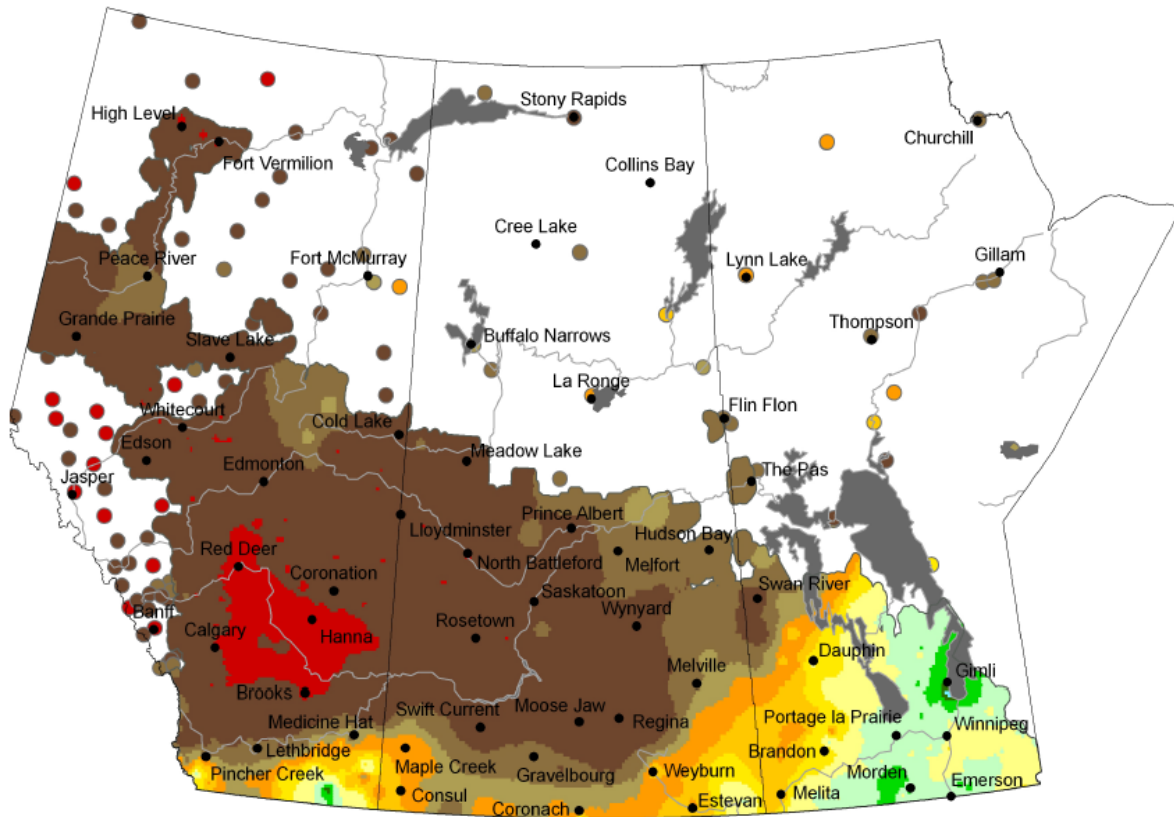 Stony Rapids
High Level
Churchill
Fort Vermilion
Collins Bay
Cree Lake
Peace River
Fort McMurray
Lynn Lake
Gillam
Grande Prairie
Thompson
Slave Lake
Buffalo Narrows
La Ronge
Whitecourt
Flin Flon
Cold Lake
Edson
Meadow Lake
Edmonton
The Pas
Jasper
Prince Albert
Lloydminster
Hudson Bay
Red Deer
North Battleford
Melfort
Coronation
Swan River
Saskatoon
Banff
Wynyard
Hanna
Rosetown
Calgary
Dauphin
Melville
Gimli
Brooks
Medicine Hat
Swift Current
Moose Jaw
Regina
Portage la Prairie
Winnipeg
Lethbridge
Maple Creek
Gravelbourg
Brandon
Pincher Creek
Weyburn
Morden
Emerson
Consul
Melita
Coronach
Estevan